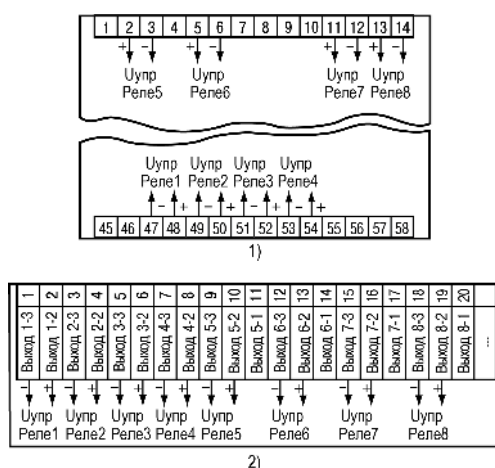 1 2 3 4 5 6 7 8 9 10 11 12 13 14
+ − + − + − + −
Uупр Uупр Uупр Uупр
Реле5 Реле6 Реле7 Реле8
Uупр Uупр Uупр Uупр
Реле1 Реле2 Реле3 Реле4
− + − + − + − +
45 46 47 48 49 50 51 52 53 54 55 56 57 58
1)
1 2 3 4 5 6 7 8 9 10 11 12 13 14 15 16 17 18 19 20
Выход 1-3 Выход 1-2 Выход 2-3 Выход 2-2 Выход 3-3 Выход 3-2 Выход 4-3 Выход 4-2 Выход 5-3 Выход 5-2 Выход 5-1 Выход 6-3 Выход 6-2 Выход 6-1 Выход 7-3 Выход 7-2 Выход 7-1 Выход 8-3 Выход 8-2 Выход 8-1 ...
− + − + − + − + − + − + − + − +
Uупр Uупр Uупр Uупр Uупр Uупр Uупр Uупр
Реле1 Реле2 Реле3 Реле4 Реле5 Реле6 Реле7 Реле8
2)